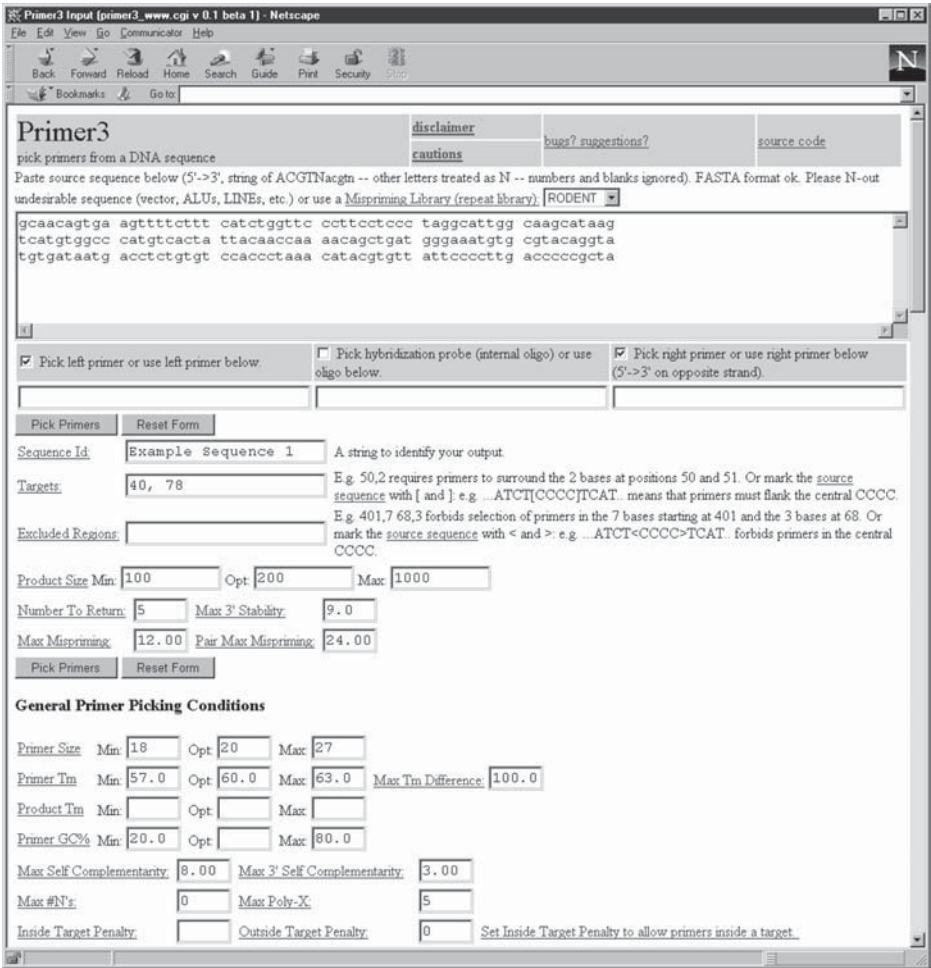 Primer3 Input (primer3_www.cgi v 0.1 beta 1) - Netscape
File Edit View Go Communicator Help
Back Forward Reload Home Search Guide Print Security Stop
N
Bookmarks Go to:
Primer3
pick primers from a DNA sequence
disclaimer
cautions
bugs? suggestions?
source code
Paste source sequence below (5'->3', string of ACGTNacgtn -- other letters treated as N -- numbers and blanks ignored). FASTA format ok. Please N-out
undesirable sequence (vector, ALUs, LINEs, etc.) or use a Mispriming Library (repeat library): RODENT
gcaacagtga agttttcttt catctggttc cccttcctccc taggcattgg caagcataag
tcatgtggcc catgtcacta ttacaaccaa aacagctgat gggaaatgtg cgtacaggta
tgtgataatg acctctgtgt ccaccctaaa catacgtgtt attccccttg acccccgcta
Pick left primer or use left primer below.
Pick hybridization probe (internal oligo) or use
oligo below.
Pick right primer or use right primer below
(5'->3' on opposite strand).
Pick Primers Reset Form
Sequence Id: Example Sequence 1 A string to identify your output.
Targets: 40, 78
E.g. 50,2 requires primers to surround the 2 bases at positions 50 and 51. Or mark the source
sequence with [ and ]: e.g. ...ATCT[CCCC]TCAT.. means that primers must flank the central CCCC.
Excluded Regions:
E.g. 401,7 68,3 forbids selection of primers in the 7 bases starting at 401 and the 3 bases at 68. Or
mark the source sequence with < and >: e.g. ...ATCT<CCCC>TCAT.. forbids primers in the central
CCCC.
Product Size Min: 100 Opt: 200 Max: 1000
Number To Return: 5 Max 3' Stability: 9.0
Max Mispriming: 12.00 Pair Max Mispriming: 24.00
Pick Primers Reset Form
General Primer Picking Conditions
Primer Size Min: 18 Opt: 20 Max: 27
Primer Tm Min: 57.0 Opt: 60.0 Max: 63.0 Max Tm Difference: 100.0
Product Tm Min: Opt: Max:
Primer GC% Min: 20.0 Opt: Max: 80.0
Max Self Complementarity: 8.00 Max 3' Self Complementarity: 3.00
Max #N's: 0 Max Poly-X: 5
Inside Target Penalty: Outside Target Penalty: 0 Set Inside Target Penalty to allow primers inside a target.